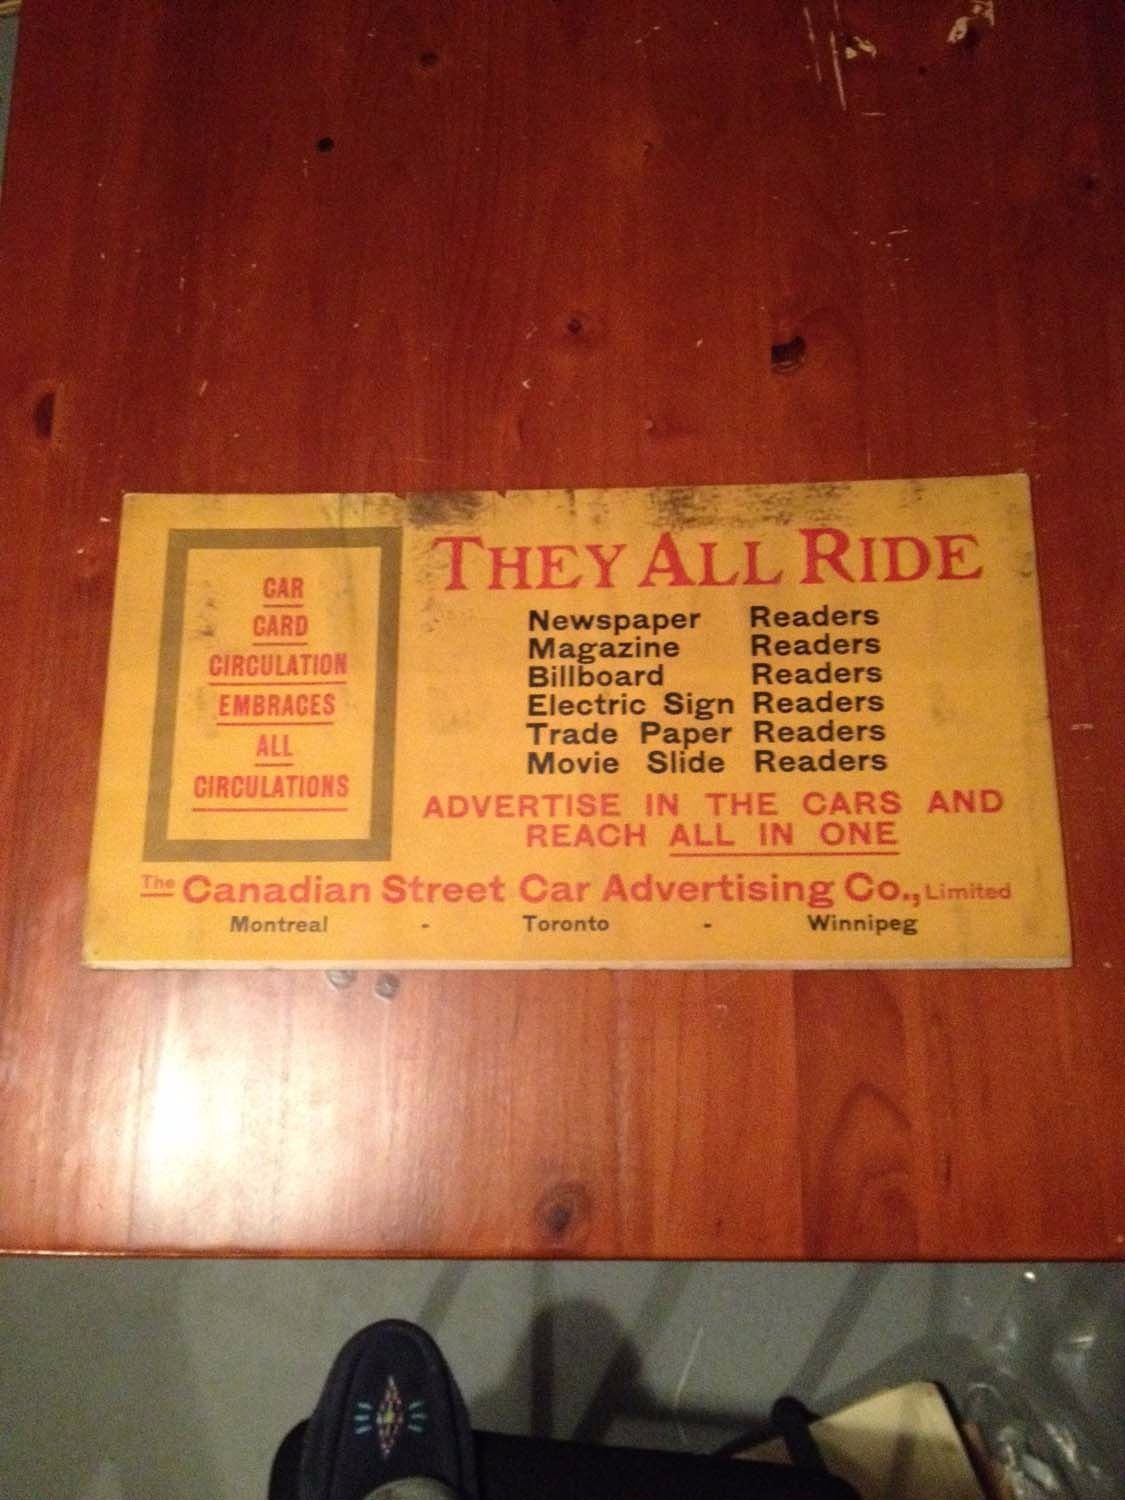 CAR
CARD
CIRCULATION
EMBRACES
ALL
CIRCULATIONS
THEY ALL RIDE
Newspaper Readers
Magazine Readers
Billboard Readers
Electric Sign Readers
Trade Paper Readers
Movie Slide Readers
ADVERTISE IN THE CARS AND
REACH ALL IN ONE
The Canadian Street Car Advertising Co., Limited
Montreal - Toronto - Winnipeg